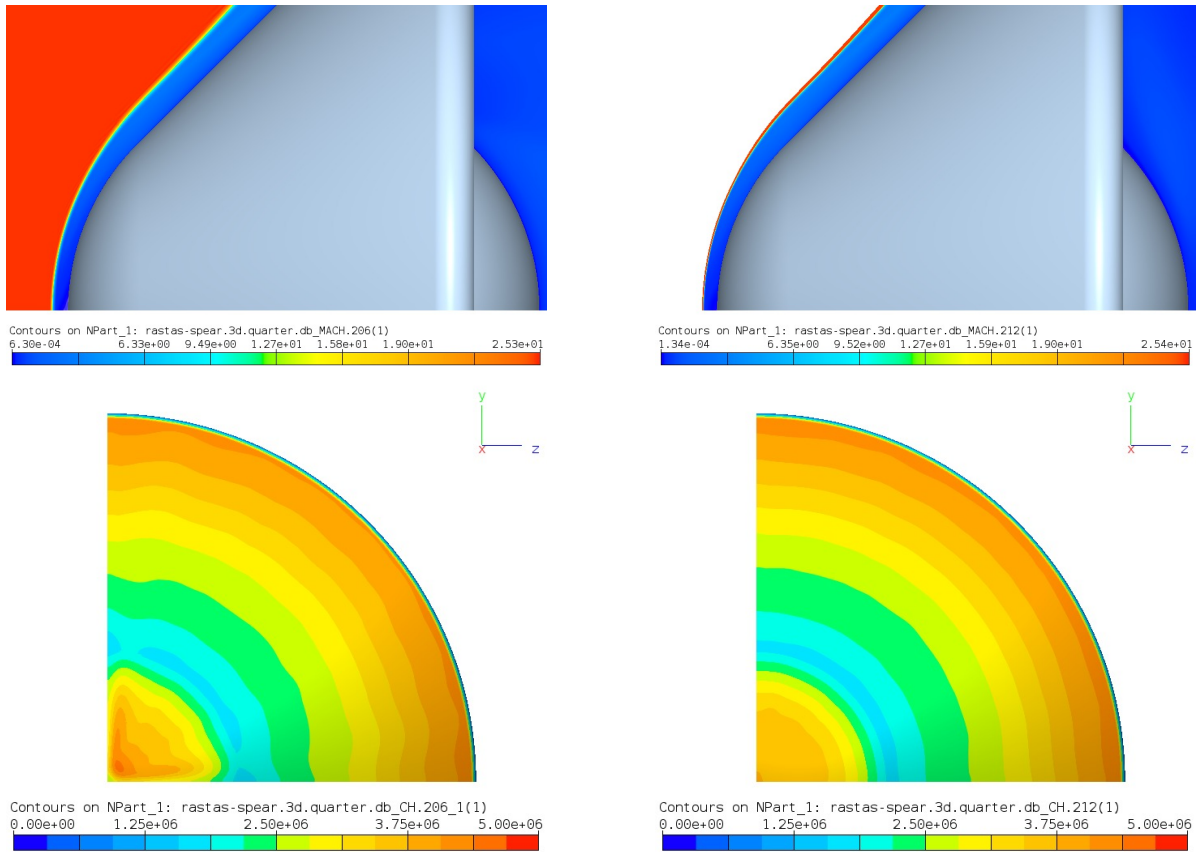 Contours on NPart_1: rastas-spear.3d.quarter.db_MACH.206(1)
6.30e-04 6.33e+00 9.49e+00 1.27e+01 1.58e+01 1.90e+01 2.53e+01
Contours on NPart_1: rastas-spear.3d.quarter.db_MACH.212(1)
1.34e-04 6.35e+00 9.52e+00 1.27e+01 1.59e+01 1.90e+01 2.54e+01
y
x z
y
x z
Contours on NPart_1: rastas-spear.3d.quarter.db_CH.206_1(1)
0.00e+00 1.25e+06 2.50e+06 3.75e+06 5.00e+06
Contours on NPart_1: rastas-spear.3d.quarter.db_CH.212(1)
0.00e+00 1.25e+06 2.50e+06 3.75e+06 5.00e+06